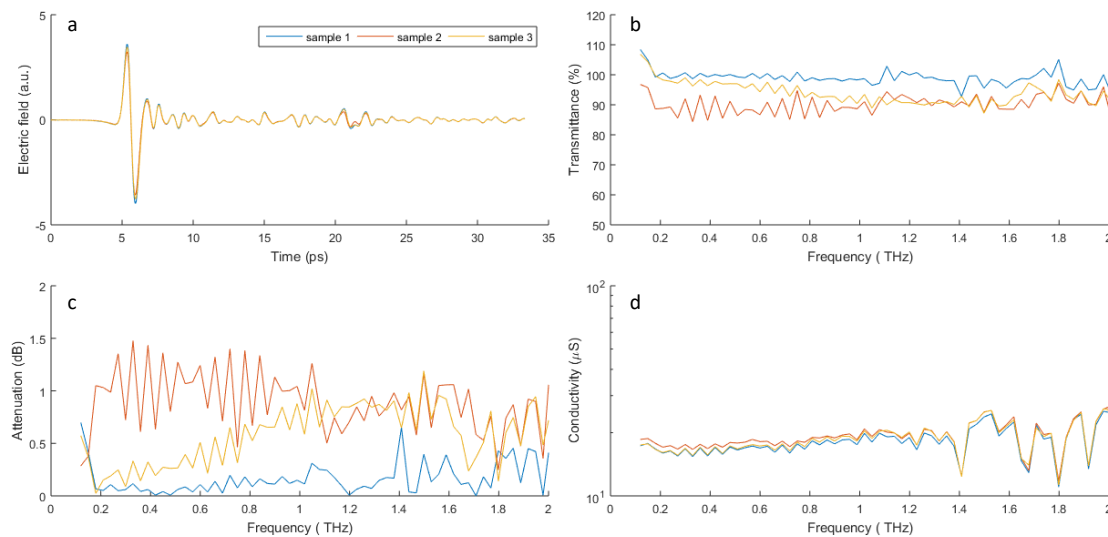 a
5
0
-5
Electric field (a.u.)
sample 1 sample 2 sample 3
0 5 10 15 20 25 30 35
Time (ps)
b
120
110
100
90
80
70
60
50
Transmittance (%)
0.2 0.4 0.6 0.8 1 1.2 1.4 1.6 1.8 2
Frequency ( THz)
c
2
1.5
1
0.5
0
Attenuation (dB)
0 0.2 0.4 0.6 0.8 1 1.2 1.4 1.6 1.8 2
Frequency ( THz)
d
10²
10¹
Conductivity (μS)
0.2 0.4 0.6 0.8 1 1.2 1.4 1.6 1.8 2
Frequency ( THz)